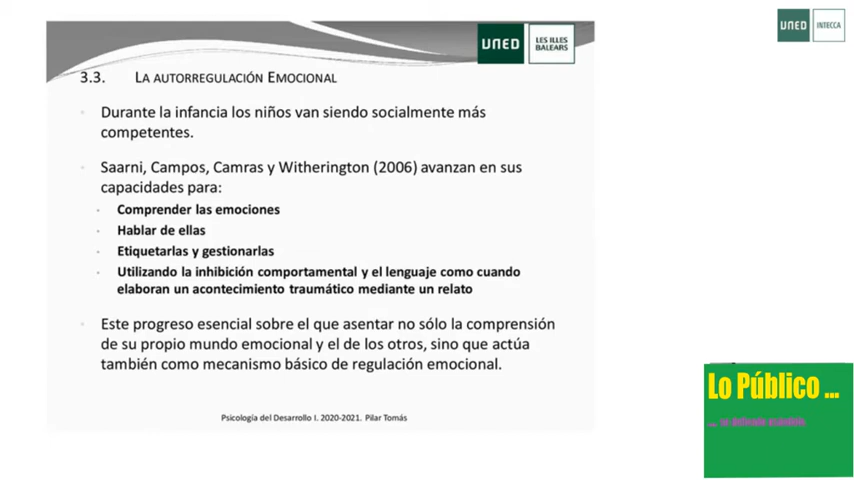 UNED
LES ILLES
BALEARS
UNED
INTECCA
3.3. LA AUTORREGULACIÓN EMOCIONAL
Durante la infancia los niños van siendo socialmente más
competentes.
Saarni, Campos, Camras y Witherington (2006) avanzan en sus
capacidades para:
Comprender las emociones
Hablar de ellas
Etiquetarlas y gestionarlas
Utilizando la inhibición comportamental y el lenguaje como cuando
elaboran un acontecimiento traumático mediante un relato
Este progreso esencial sobre el que asentar no sólo la comprensión
de su propio mundo emocional y el de los otros, sino que actúa
también como mecanismo básico de regulación emocional.
Psicología del Desarrollo I. 2020-2021. Pilar Tomás
Lo Público ...